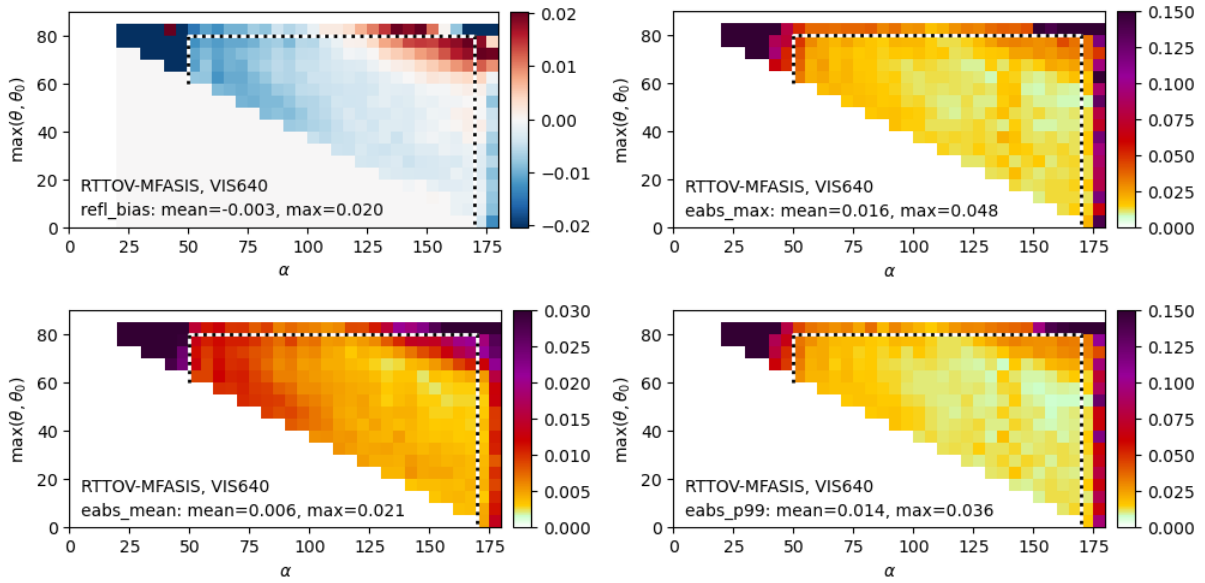 max(θ, θ₀)
80
60
40
20
0
RTTOV-MFASIS, VIS640
refl_bias: mean=-0.003, max=0.020
0 25 50 75 100 125 150 175
α
0.02
0.01
0.00
−0.01
−0.02
max(θ, θ₀)
80
60
40
20
0
RTTOV-MFASIS, VIS640
eabs_max: mean=0.016, max=0.048
0 25 50 75 100 125 150 175
α
0.150
0.125
0.100
0.075
0.050
0.025
0.000
max(θ, θ₀)
80
60
40
20
0
RTTOV-MFASIS, VIS640
eabs_mean: mean=0.006, max=0.021
0 25 50 75 100 125 150 175
α
0.030
0.025
0.020
0.015
0.010
0.005
0.000
max(θ, θ₀)
80
60
40
20
0
RTTOV-MFASIS, VIS640
eabs_p99: mean=0.014, max=0.036
0 25 50 75 100 125 150 175
α
0.150
0.125
0.100
0.075
0.050
0.025
0.000